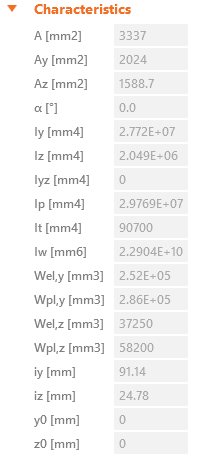 Characteristics
A [mm2] 3337
Ay [mm2] 2024
Az [mm2] 1588.7
α [°] 0.0
Iy [mm4] 2.772E+07
Iz [mm4] 2.049E+06
Iyz [mm4] 0
Ip [mm4] 2.9769E+07
It [mm4] 90700
Iw [mm6] 2.2904E+10
Wel,y [mm3] 2.52E+05
Wpl,y [mm3] 2.86E+05
Wel,z [mm3] 37250
Wpl,z [mm3] 58200
iy [mm] 91.14
iz [mm] 24.78
y0 [mm] 0
z0 [mm] 0